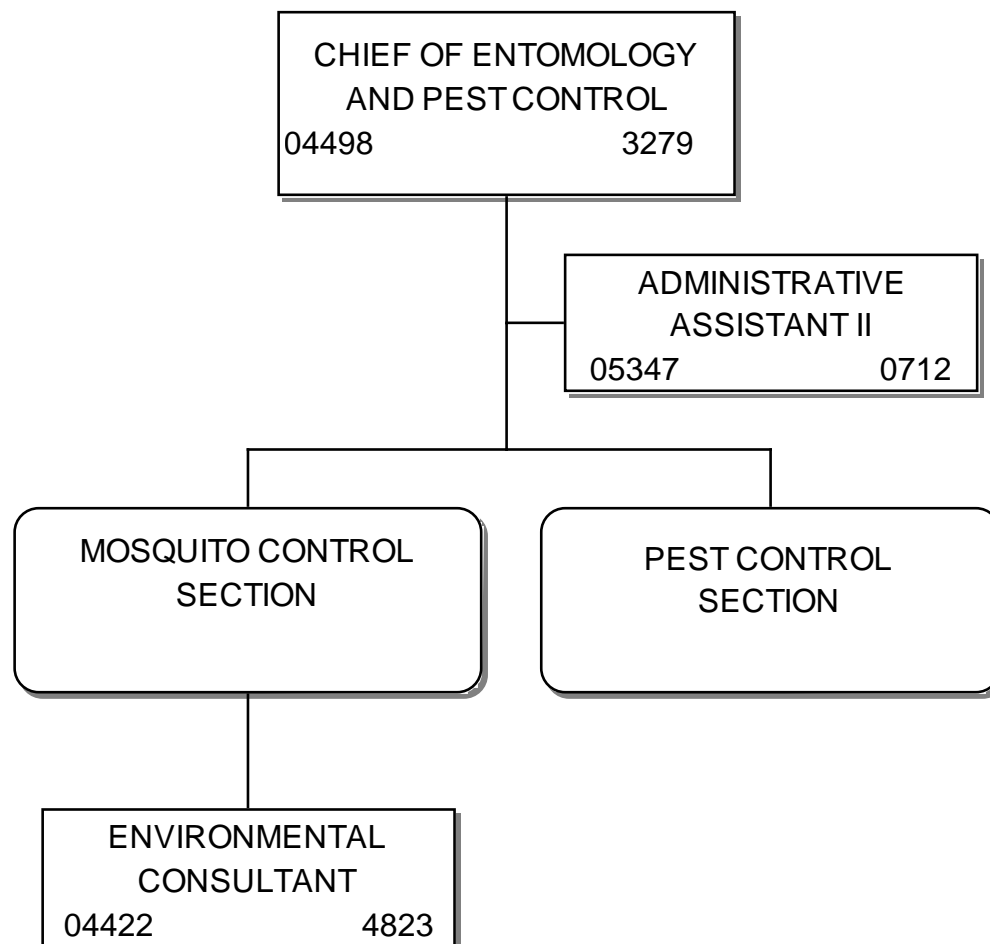 CHIEF OF ENTOMOLOGY
AND PEST CONTROL
04498 3279
ADMINISTRATIVE
ASSISTANT II
05347 0712
MOSQUITO CONTROL
SECTION
PEST CONTROL
SECTION
ENVIRONMENTAL
CONSULTANT
04422 4823